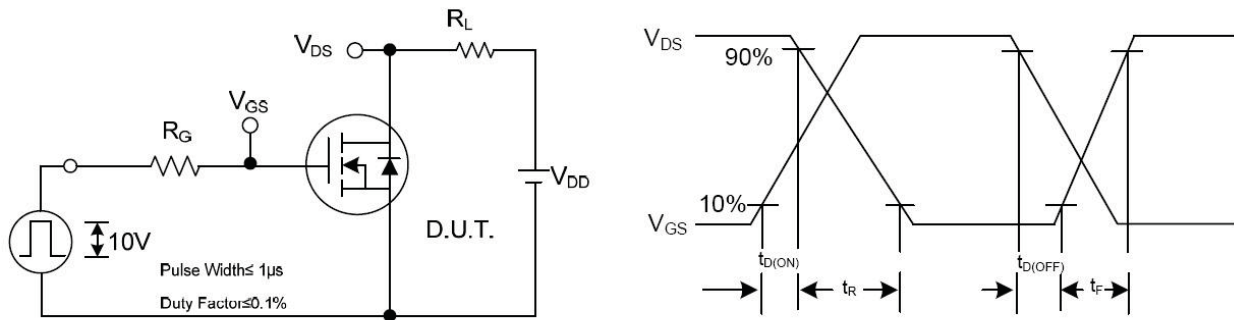 V_DS
R_L
V_GS
R_G
10V
V_DD
D.U.T.
Pulse Width≤ 1μs
Duty Factor≤0.1%
V_DS
90%
10%
V_GS
t_D(ON)
t_R
t_D(OFF)
t_F